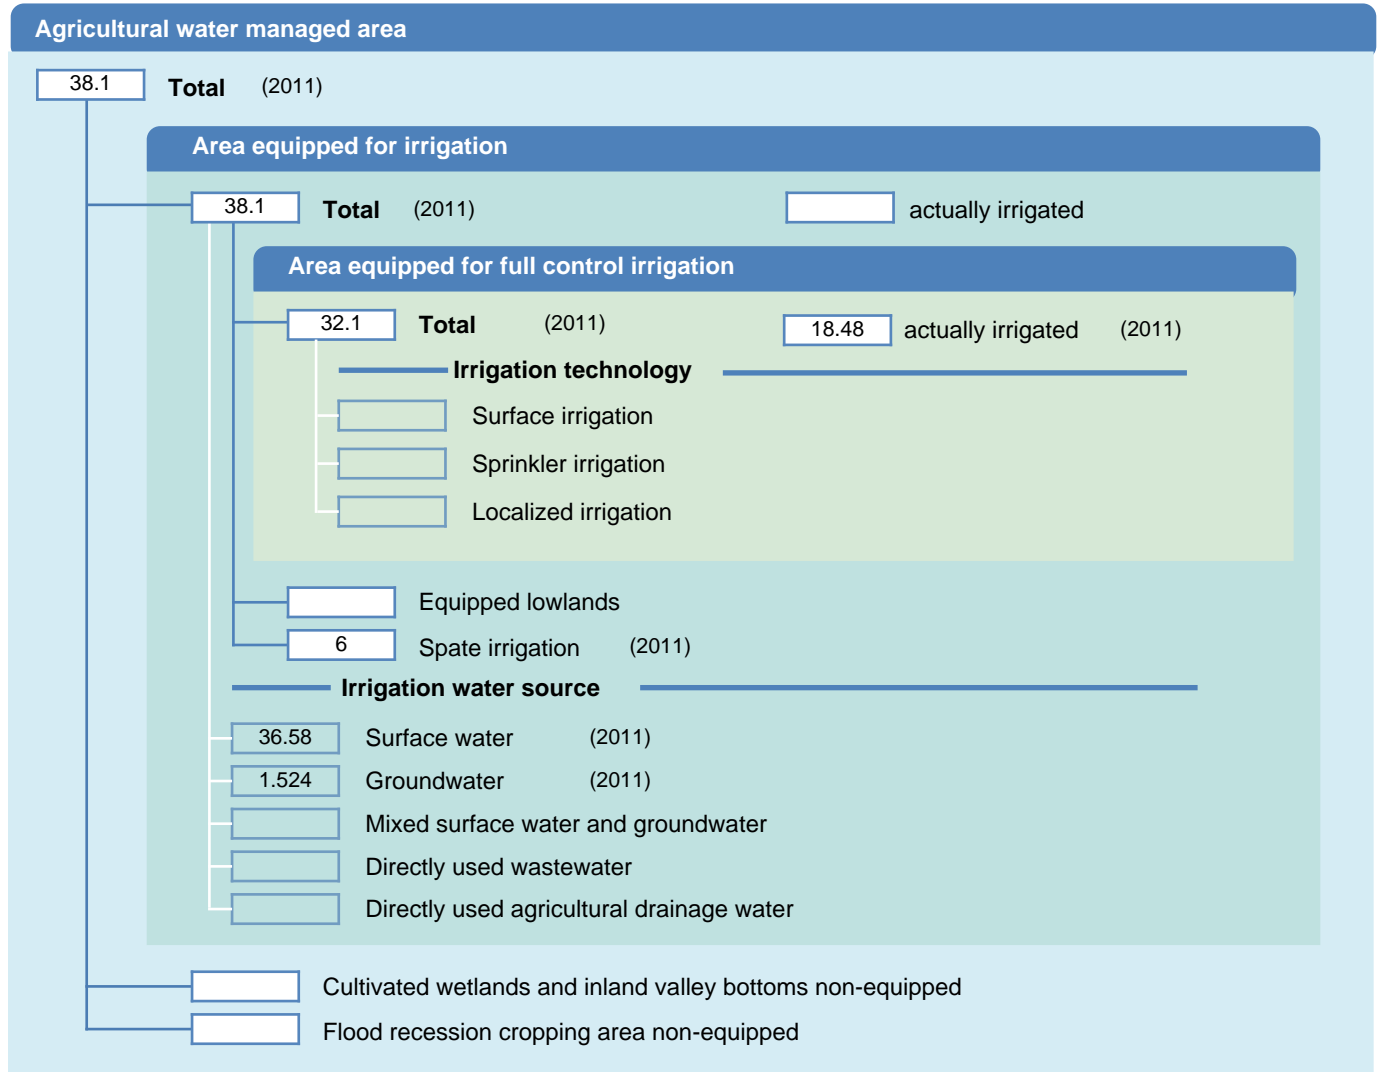 Agricultural water managed area
38.1 Total (2011)
Area equipped for irrigation
38.1 Total (2011) actually irrigated
Area equipped for full control irrigation
32.1 Total (2011) 18.48 actually irrigated (2011)
Irrigation technology
Surface irrigation
Sprinkler irrigation
Localized irrigation
Equipped lowlands
6 Spate irrigation (2011)
Irrigation water source
36.58 Surface water (2011)
1.524 Groundwater (2011)
Mixed surface water and groundwater
Directly used wastewater
Directly used agricultural drainage water
Cultivated wetlands and inland valley bottoms non-equipped
Flood recession cropping area non-equipped